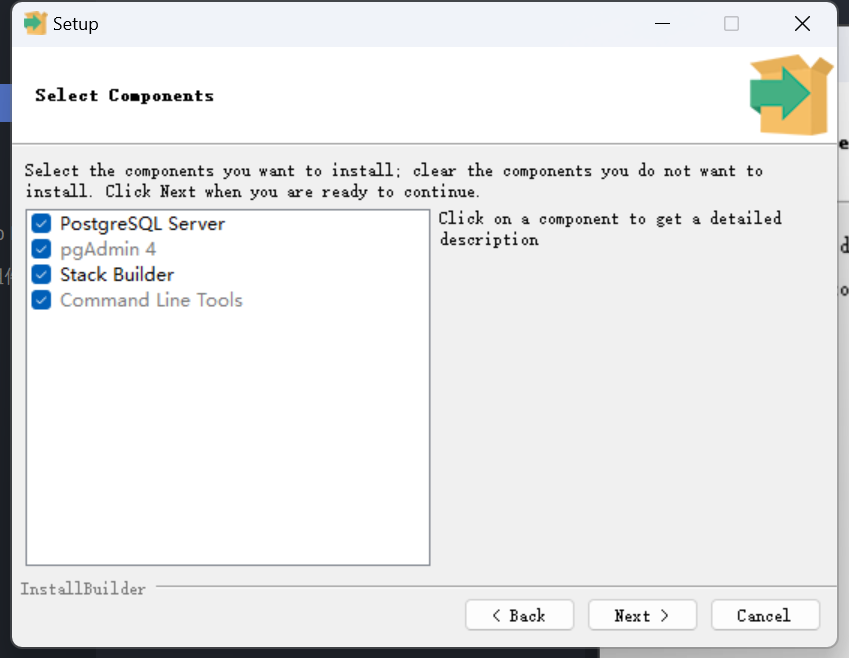 Setup
Select Components
Select the components you want to install; clear the components you do not want to
install. Click Next when you are ready to continue.
PostgreSQL Server
pgAdmin 4
Stack Builder
Command Line Tools
Click on a component to get a detailed
description
InstallBuilder
< Back
Next >
Cancel